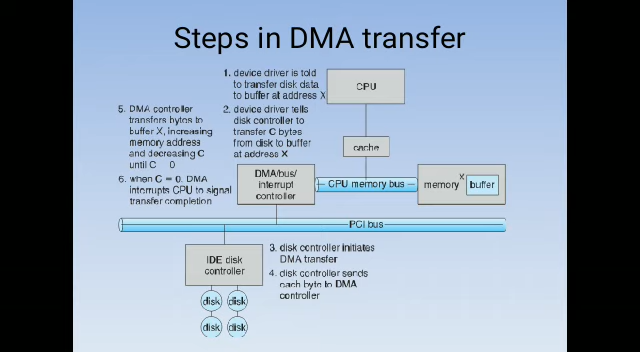 Steps in DMA transfer
1. device driver is told
to transfer disk data
to buffer at address X
CPU
5. DMA controller
transfers bytes to
buffer X, increasing
memory address
and decreasing C
until C 0
2. device driver tells
disk controller to
transfer C bytes
from disk to buffer
at address X
cache
6. when C = 0, DMA
interrupts CPU to signal
transfer completion
DMA/bus/
interrupt
controller
CPU memory bus
memory
X
buffer
PCI bus
IDE disk
controller
3. disk controller initiates
DMA transfer
4. disk controller sends
each byte to DMA
controller
disk disk
disk disk